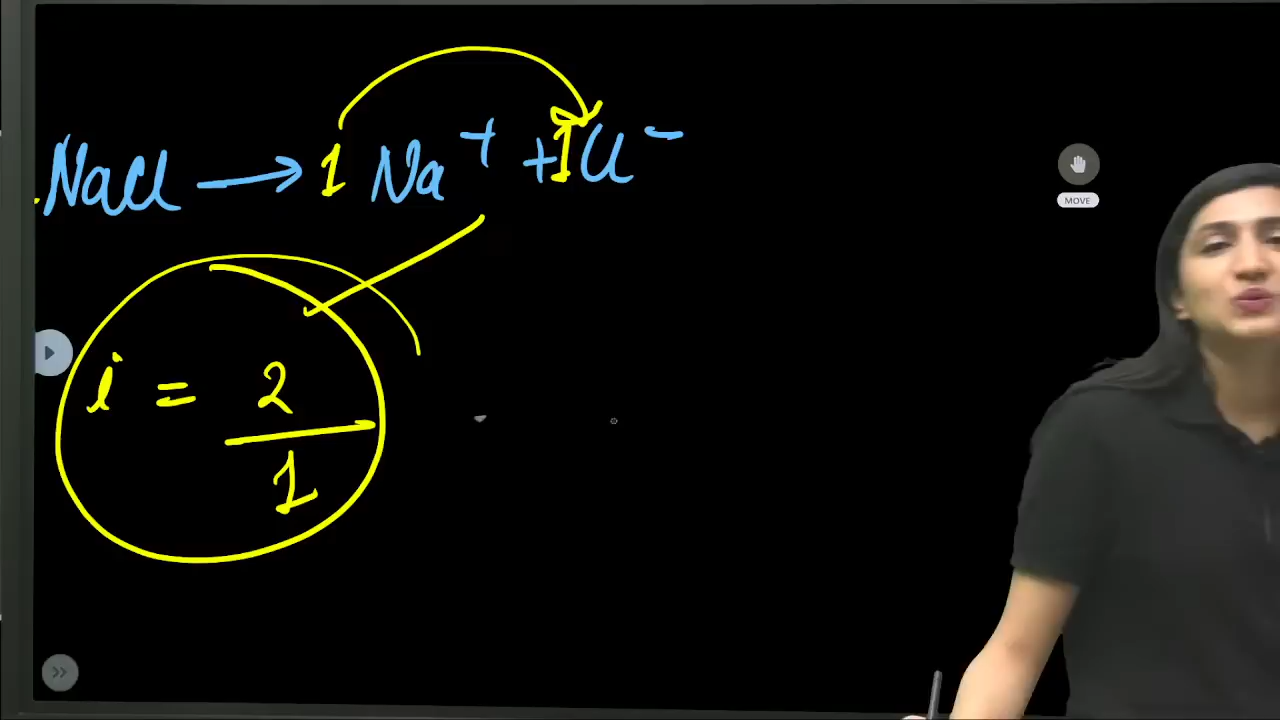 NaCl → 1 Na⁺ + 1Cl⁻
MOVE
i = 2/1